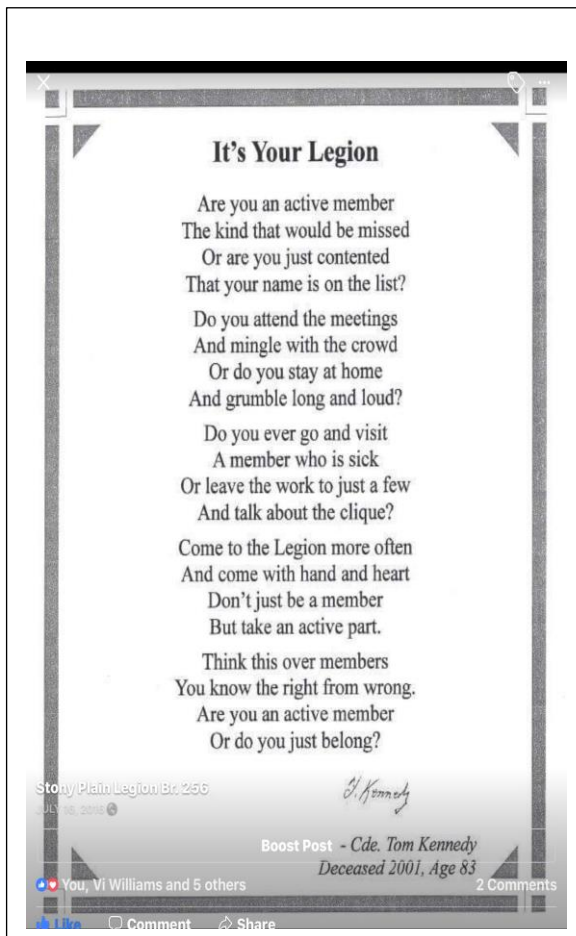 It's Your Legion
Are you an active member
The kind that would be missed
Or are you just contented
That your name is on the list?
Do you attend the meetings
And mingle with the crowd
Or do you stay at home
And grumble long and loud?
Do you ever go and visit
A member who is sick
Or leave the work to just a few
And talk about the clique?
Come to the Legion more often
And come with hand and heart
Don't just be a member
But take an active part.
Think this over members
You know the right from wrong.
Are you an active member
Or do you just belong?
Stony Plain Legion Br. 256
T. Kennedy
JULY 18, 2016
Boost Post - Cde. Tom Kennedy
Deceased 2001, Age 83
You, Vi Williams and 5 others 2 Comments
Like Comment Share